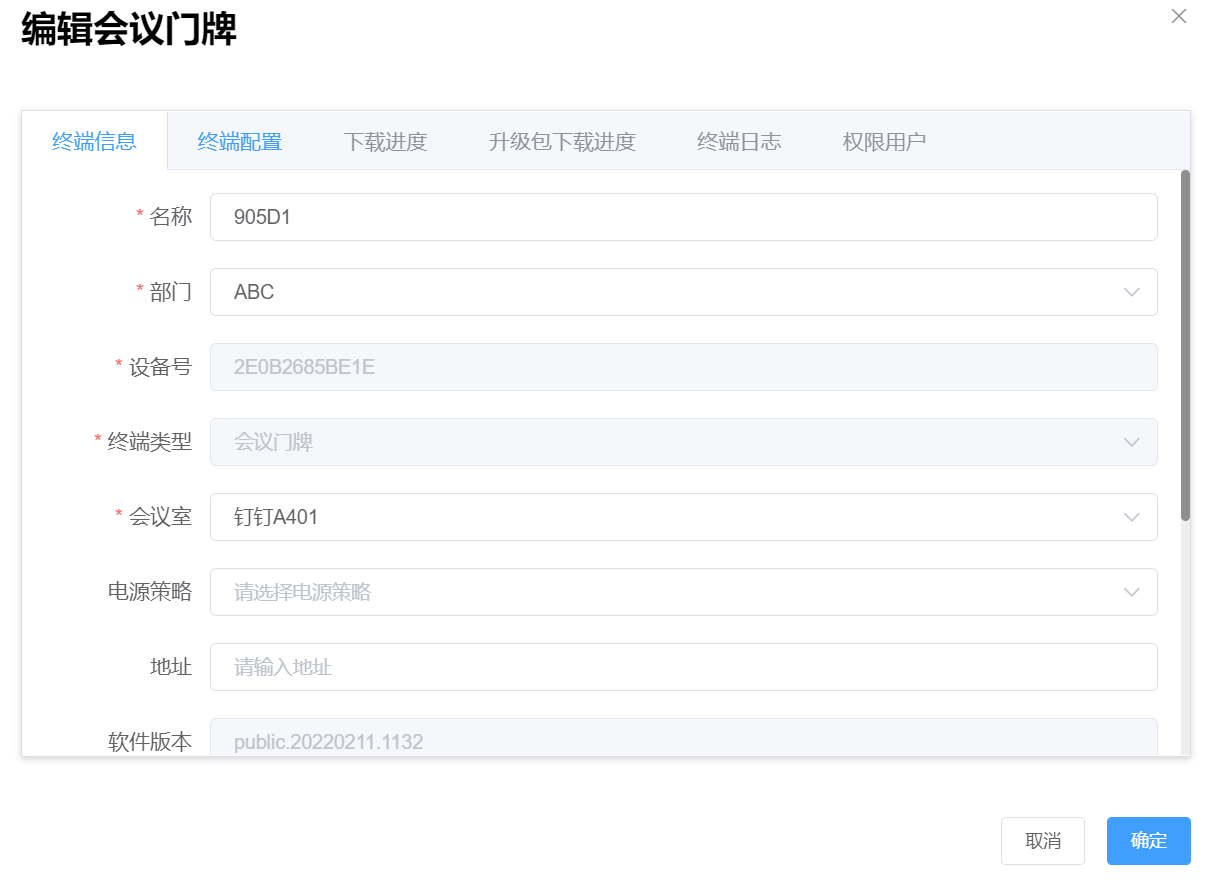 编辑会议门牌
终端信息 终端配置 下载进度 升级包下载进度 终端日志 权限用户
* 名称 905D1
* 部门 ABC
* 设备号 2E0B2685BE1E
* 终端类型 会议门牌
* 会议室 钉钉A401
电源策略 请选择电源策略
地址 请输入地址
软件版本 public.20220211.1132
取消 确定